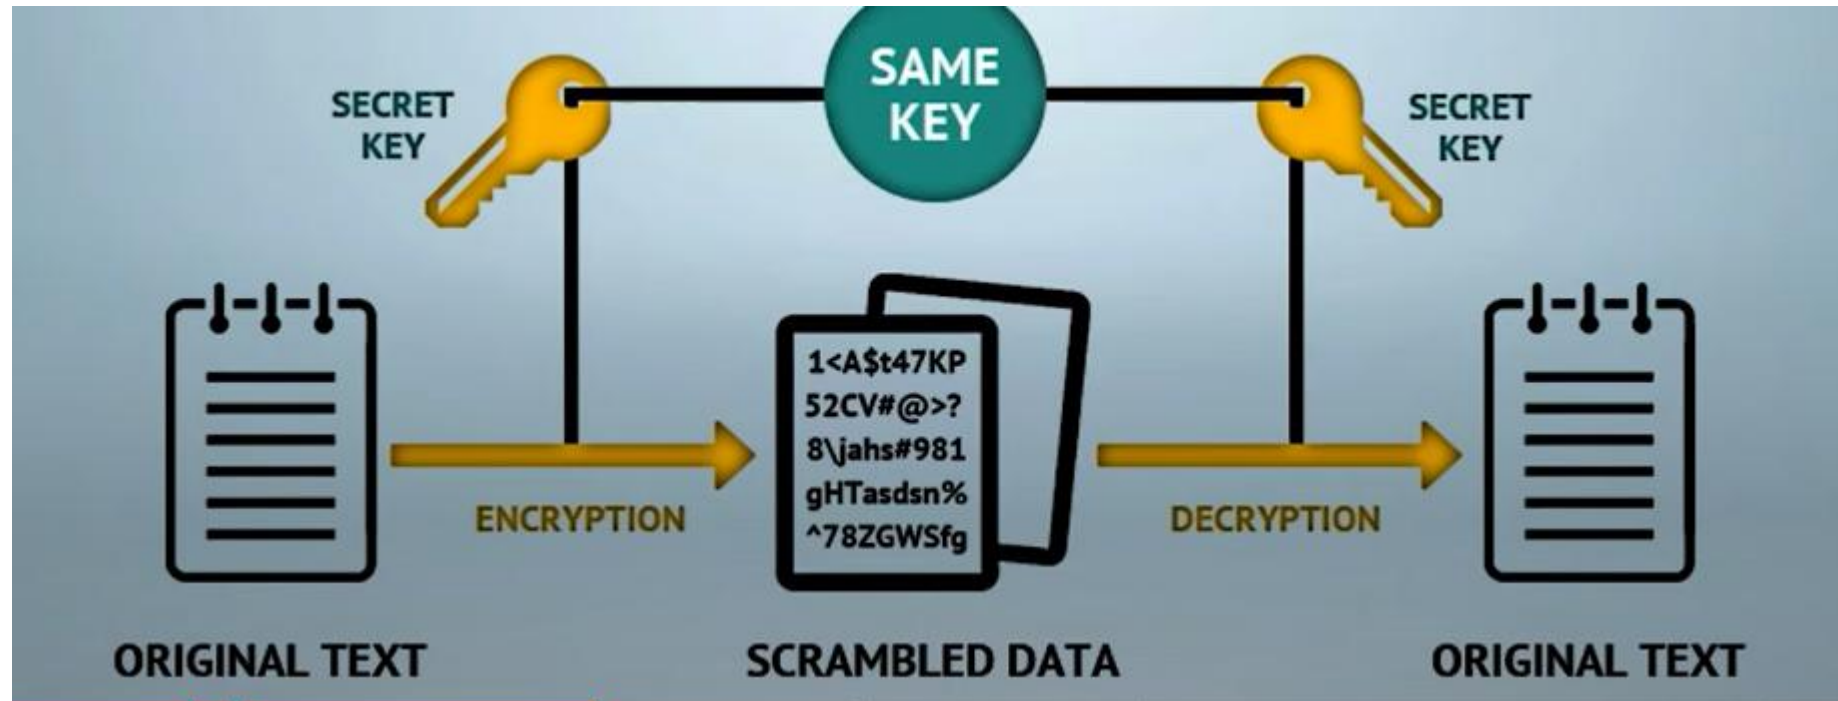 SAME
KEY
SECRET
KEY
SECRET
KEY
1<A$t47KP
52CV#@>?
8\jahs#981
gHTasdsn%
^78ZGWSfg
ENCRYPTION
DECRYPTION
ORIGINAL TEXT
SCRAMBLED DATA
ORIGINAL TEXT